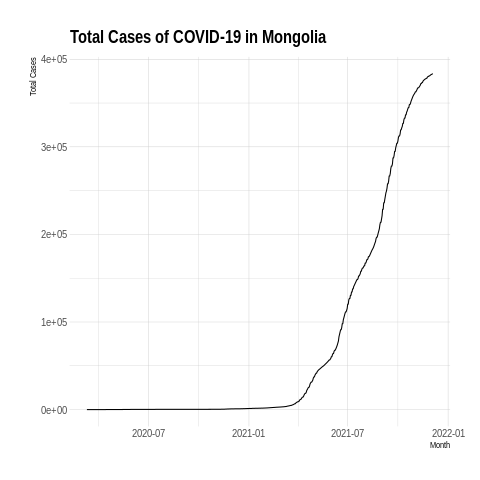 Total Cases of COVID-19 in Mongolia
Total Cases
4e+05
3e+05
2e+05
1e+05
0e+00
2020-07 2021-01 2021-07 2022-01
Month